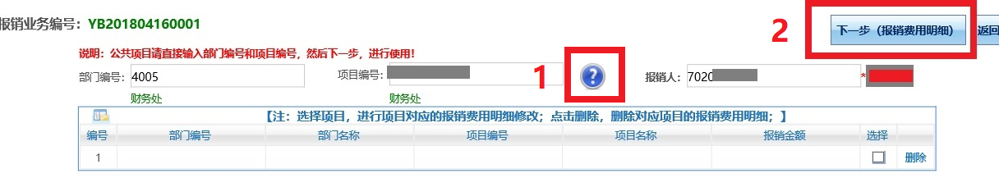 报销业务编号：YB201804160001
2
下一步（报销费用明细）
返回
说明：公共项目请直接输入部门编号和项目编号，然后下一步，进行使用！
部门编号：4005
项目编号：
1
?
报销人：7020
*
财务处
财务处
【注：选择项目，进行项目对应的报销费用明细修改；点击删除，删除对应项目的报销费用明细；】
编号 部门编号 部门名称 项目编号 项目名称 报销金额 选择
1 删除